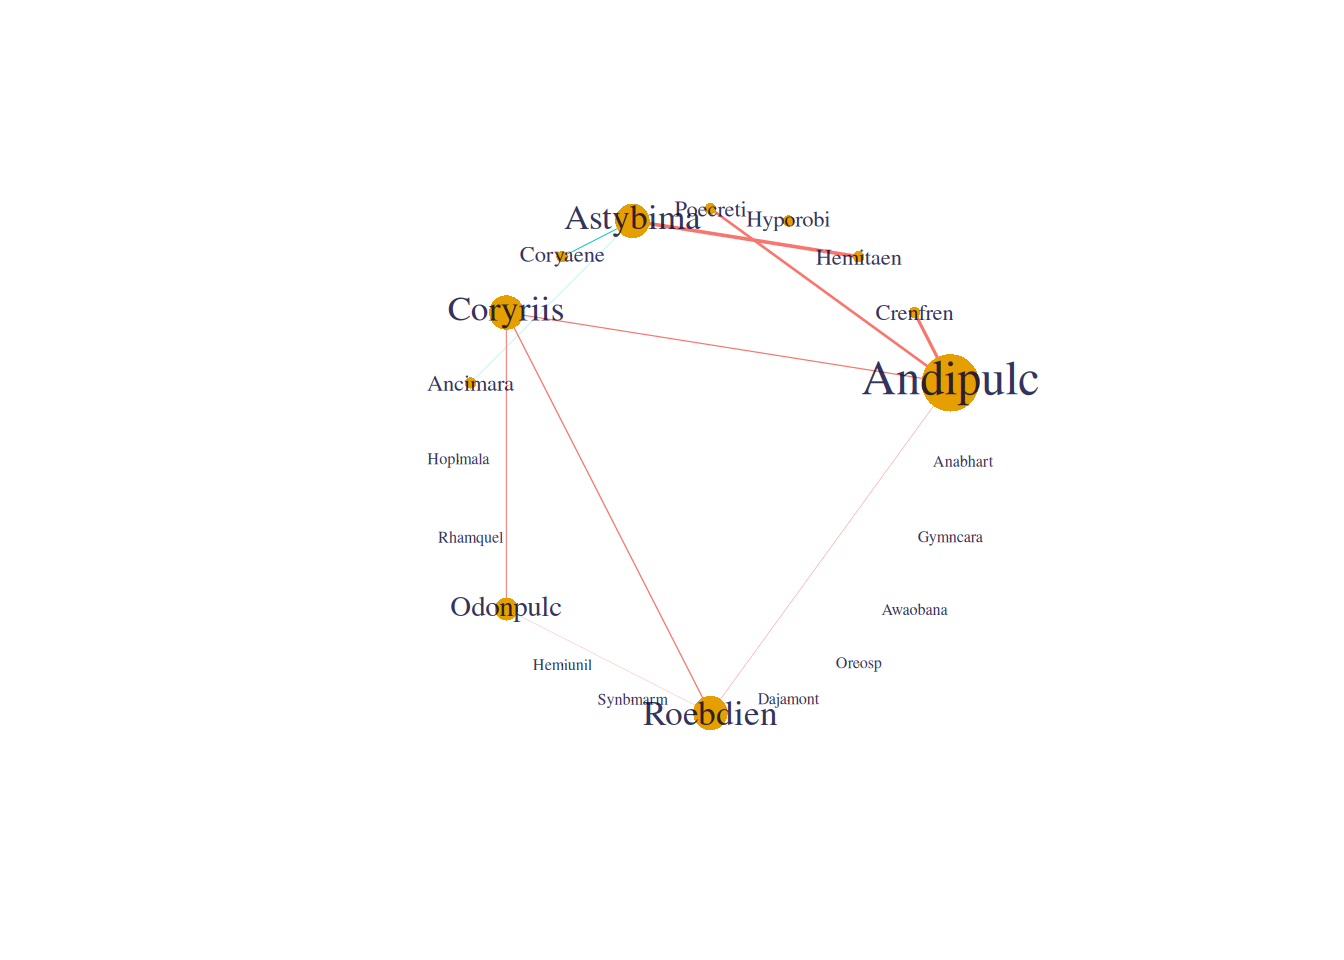 Poecreti
Astybima
Hyporobi
Coryaene
Hemitaen
Coryriis
Crenfren
Ancimara
Andipulc
Hoplmala
Anabhart
Rhamquel
Gymncara
Odonpulc
Awaobana
Hemiunil
Oreosp
Synbmarm
Dajamont
Roebdien